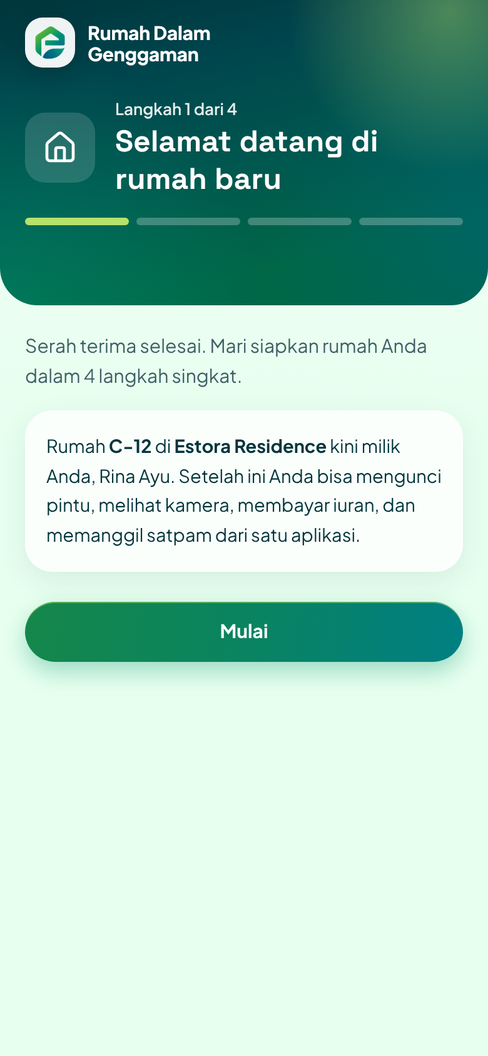 Rumah Dalam
Genggaman
Langkah 1 dari 4
Selamat datang di
rumah baru
Serah terima selesai. Mari siapkan rumah Anda
dalam 4 langkah singkat.
Rumah C-12 di Estora Residence kini milik
Anda, Rina Ayu. Setelah ini Anda bisa mengunci
pintu, melihat kamera, membayar iuran, dan
memanggil satpam dari satu aplikasi.
Mulai